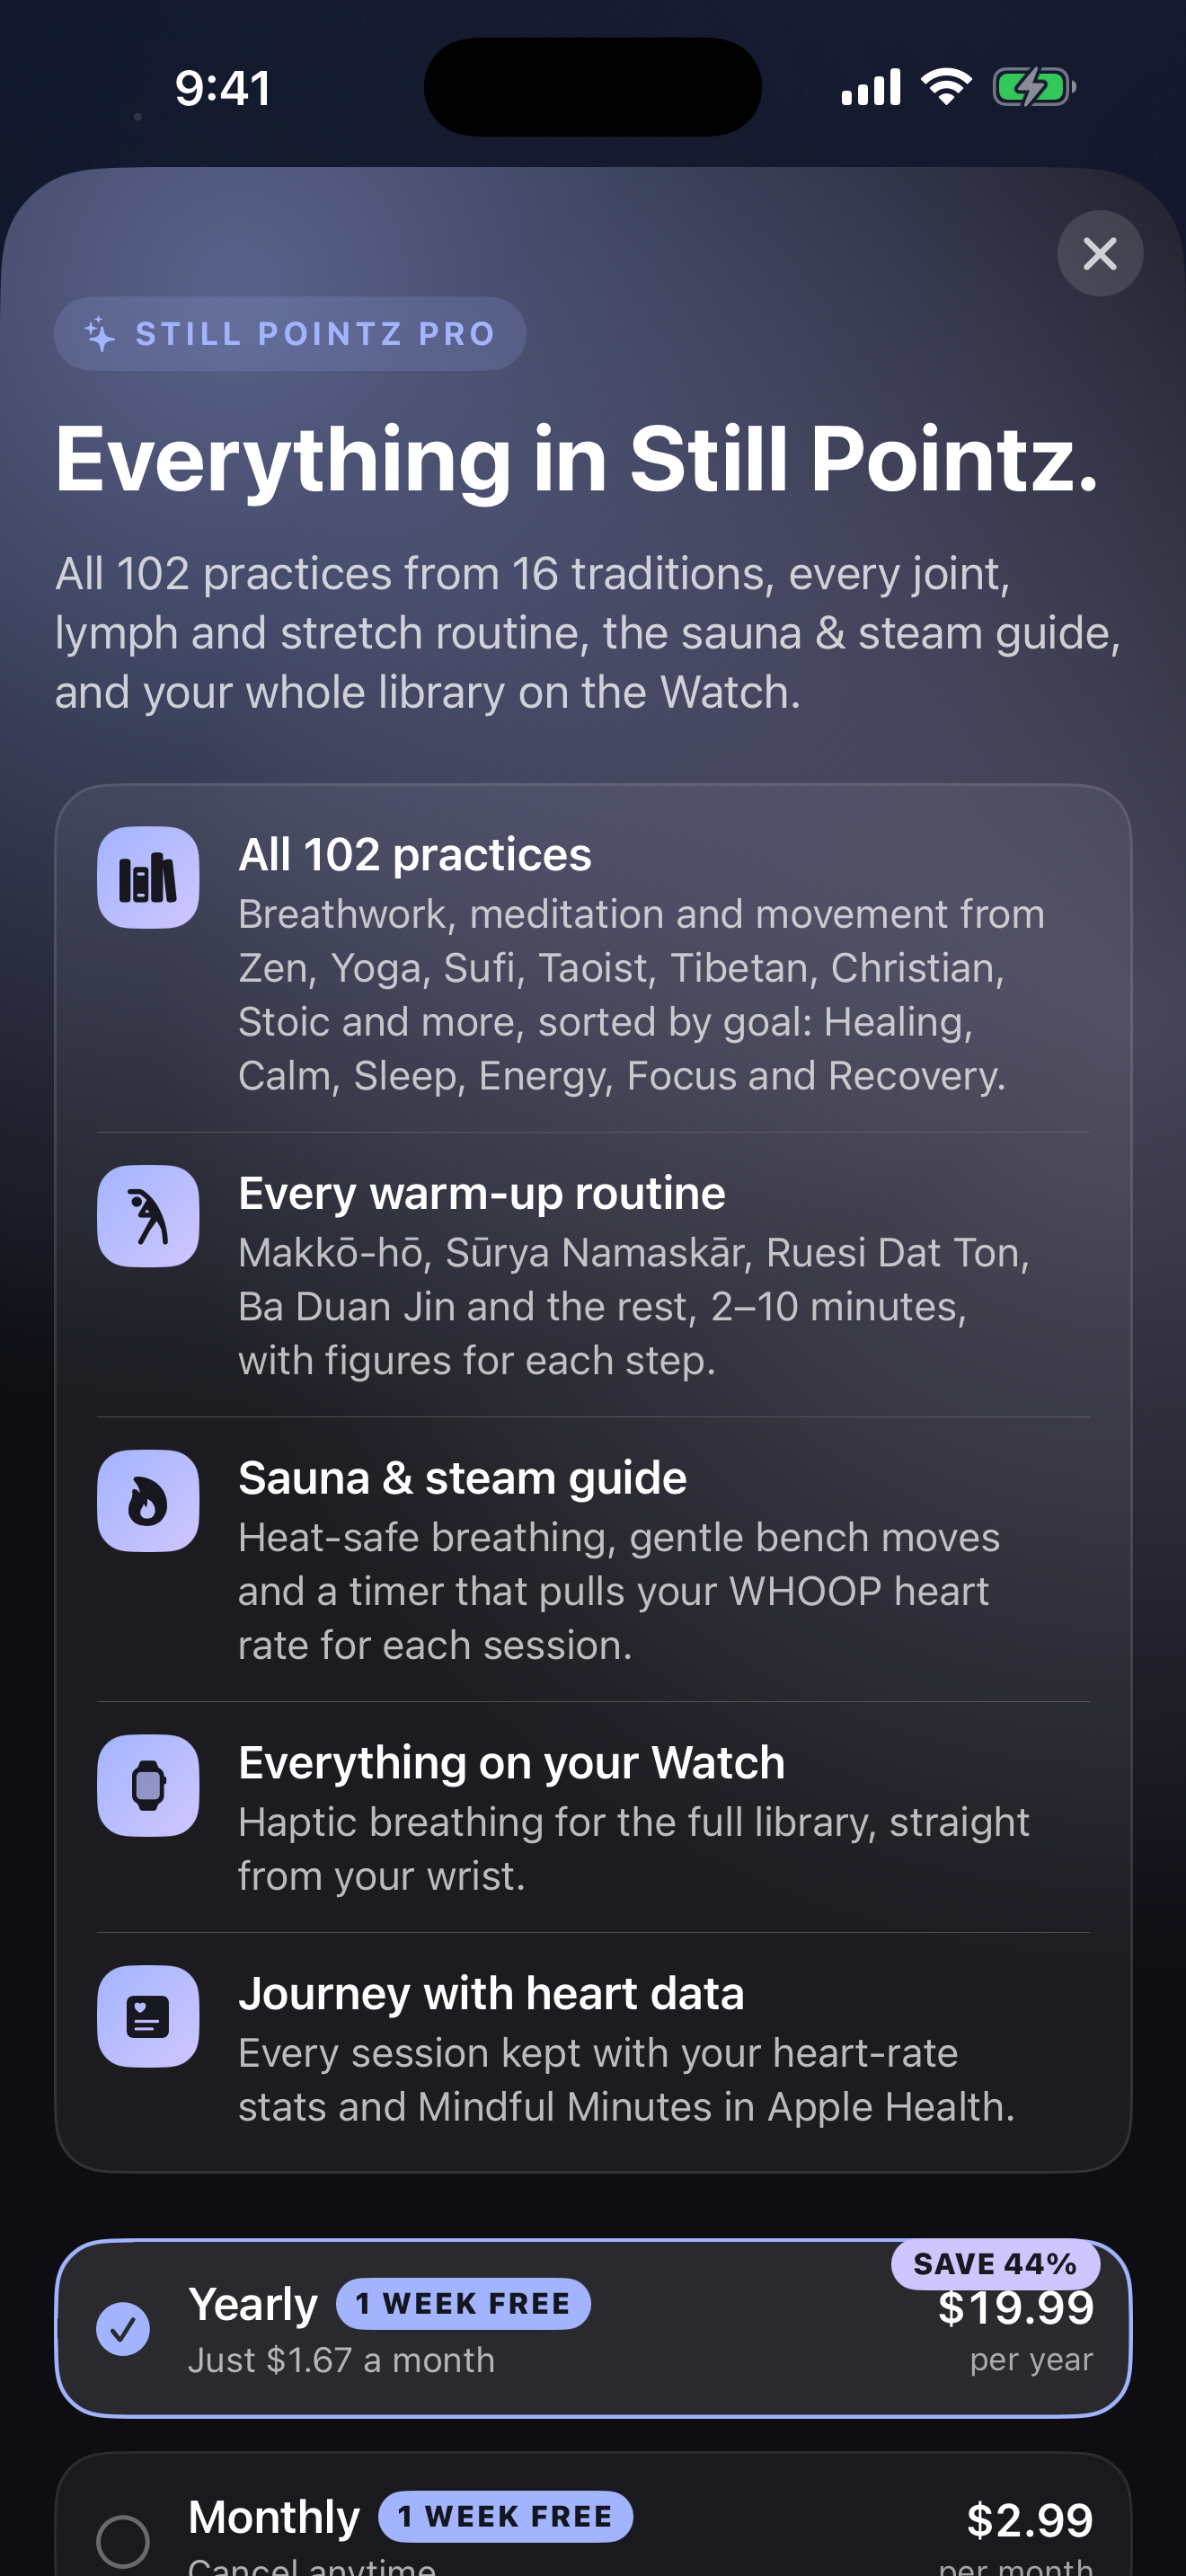 9:41
STILL POINTZ PRO
Everything in Still Pointz.
All 102 practices from 16 traditions, every joint,
lymph and stretch routine, the sauna & steam guide,
and your whole library on the Watch.
All 102 practices
Breathwork, meditation and movement from
Zen, Yoga, Sufi, Taoist, Tibetan, Christian,
Stoic and more, sorted by goal: Healing,
Calm, Sleep, Energy, Focus and Recovery.
Every warm-up routine
Makkō-hō, Sūrya Namaskār, Ruesi Dat Ton,
Ba Duan Jin and the rest, 2–10 minutes,
with figures for each step.
Sauna & steam guide
Heat-safe breathing, gentle bench moves
and a timer that pulls your WHOOP heart
rate for each session.
Everything on your Watch
Haptic breathing for the full library, straight
from your wrist.
Journey with heart data
Every session kept with your heart-rate
stats and Mindful Minutes in Apple Health.
SAVE 44%
Yearly 1 WEEK FREE $19.99
Just $1.67 a month per year
Monthly 1 WEEK FREE $2.99
Cancel anytime per month